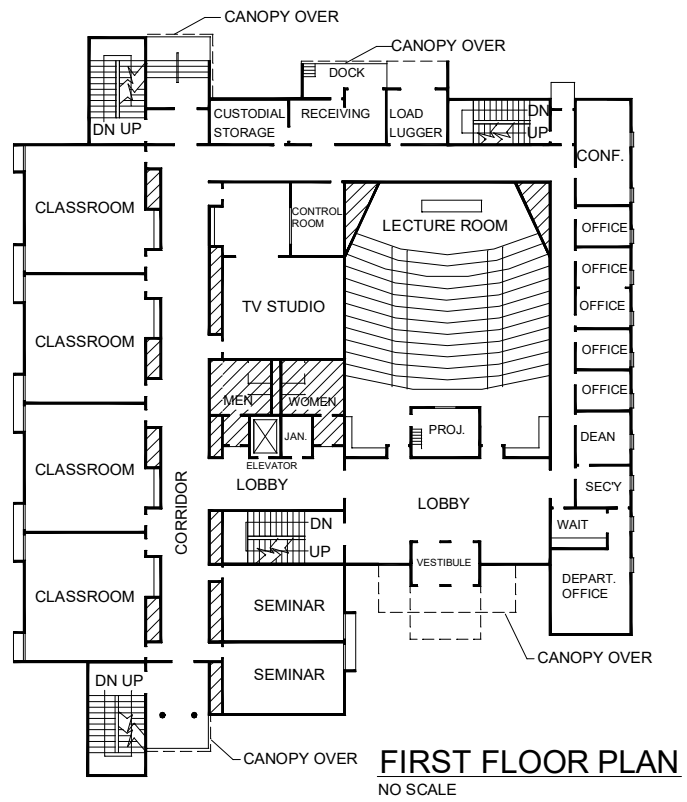 CANOPY OVER
CANOPY OVER
DOCK
CUSTODIAL
STORAGE
RECEIVING
LOAD
LUGGER
DN
UP
DN UP
CONF.
CLASSROOM
CONTROL
ROOM
LECTURE ROOM
OFFICE
OFFICE
TV STUDIO
OFFICE
CLASSROOM
OFFICE
OFFICE
MEN
WOMEN
PROJ.
DEAN
JAN.
CLASSROOM
ELEVATOR
LOBBY
SEC'Y
LOBBY
CORRIDOR
DN
UP
WAIT
VESTIBULE
DEPART.
OFFICE
CLASSROOM
SEMINAR
CANOPY OVER
SEMINAR
DN UP
CANOPY OVER
FIRST FLOOR PLAN
NO SCALE